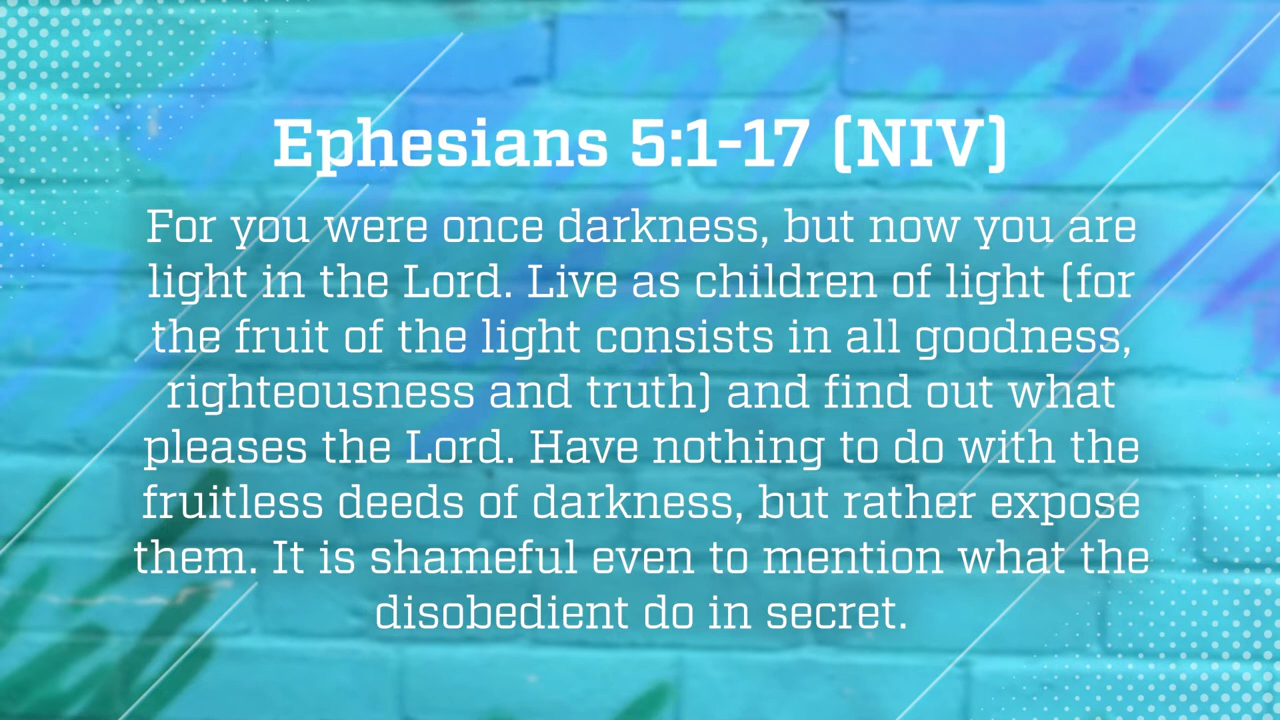 Ephesians 5:1-17 (NIV)
For you were once darkness, but now you are
light in the Lord. Live as children of light (for
the fruit of the light consists in all goodness,
righteousness and truth) and find out what
pleases the Lord. Have nothing to do with the
fruitless deeds of darkness, but rather expose
them. It is shameful even to mention what the
disobedient do in secret.